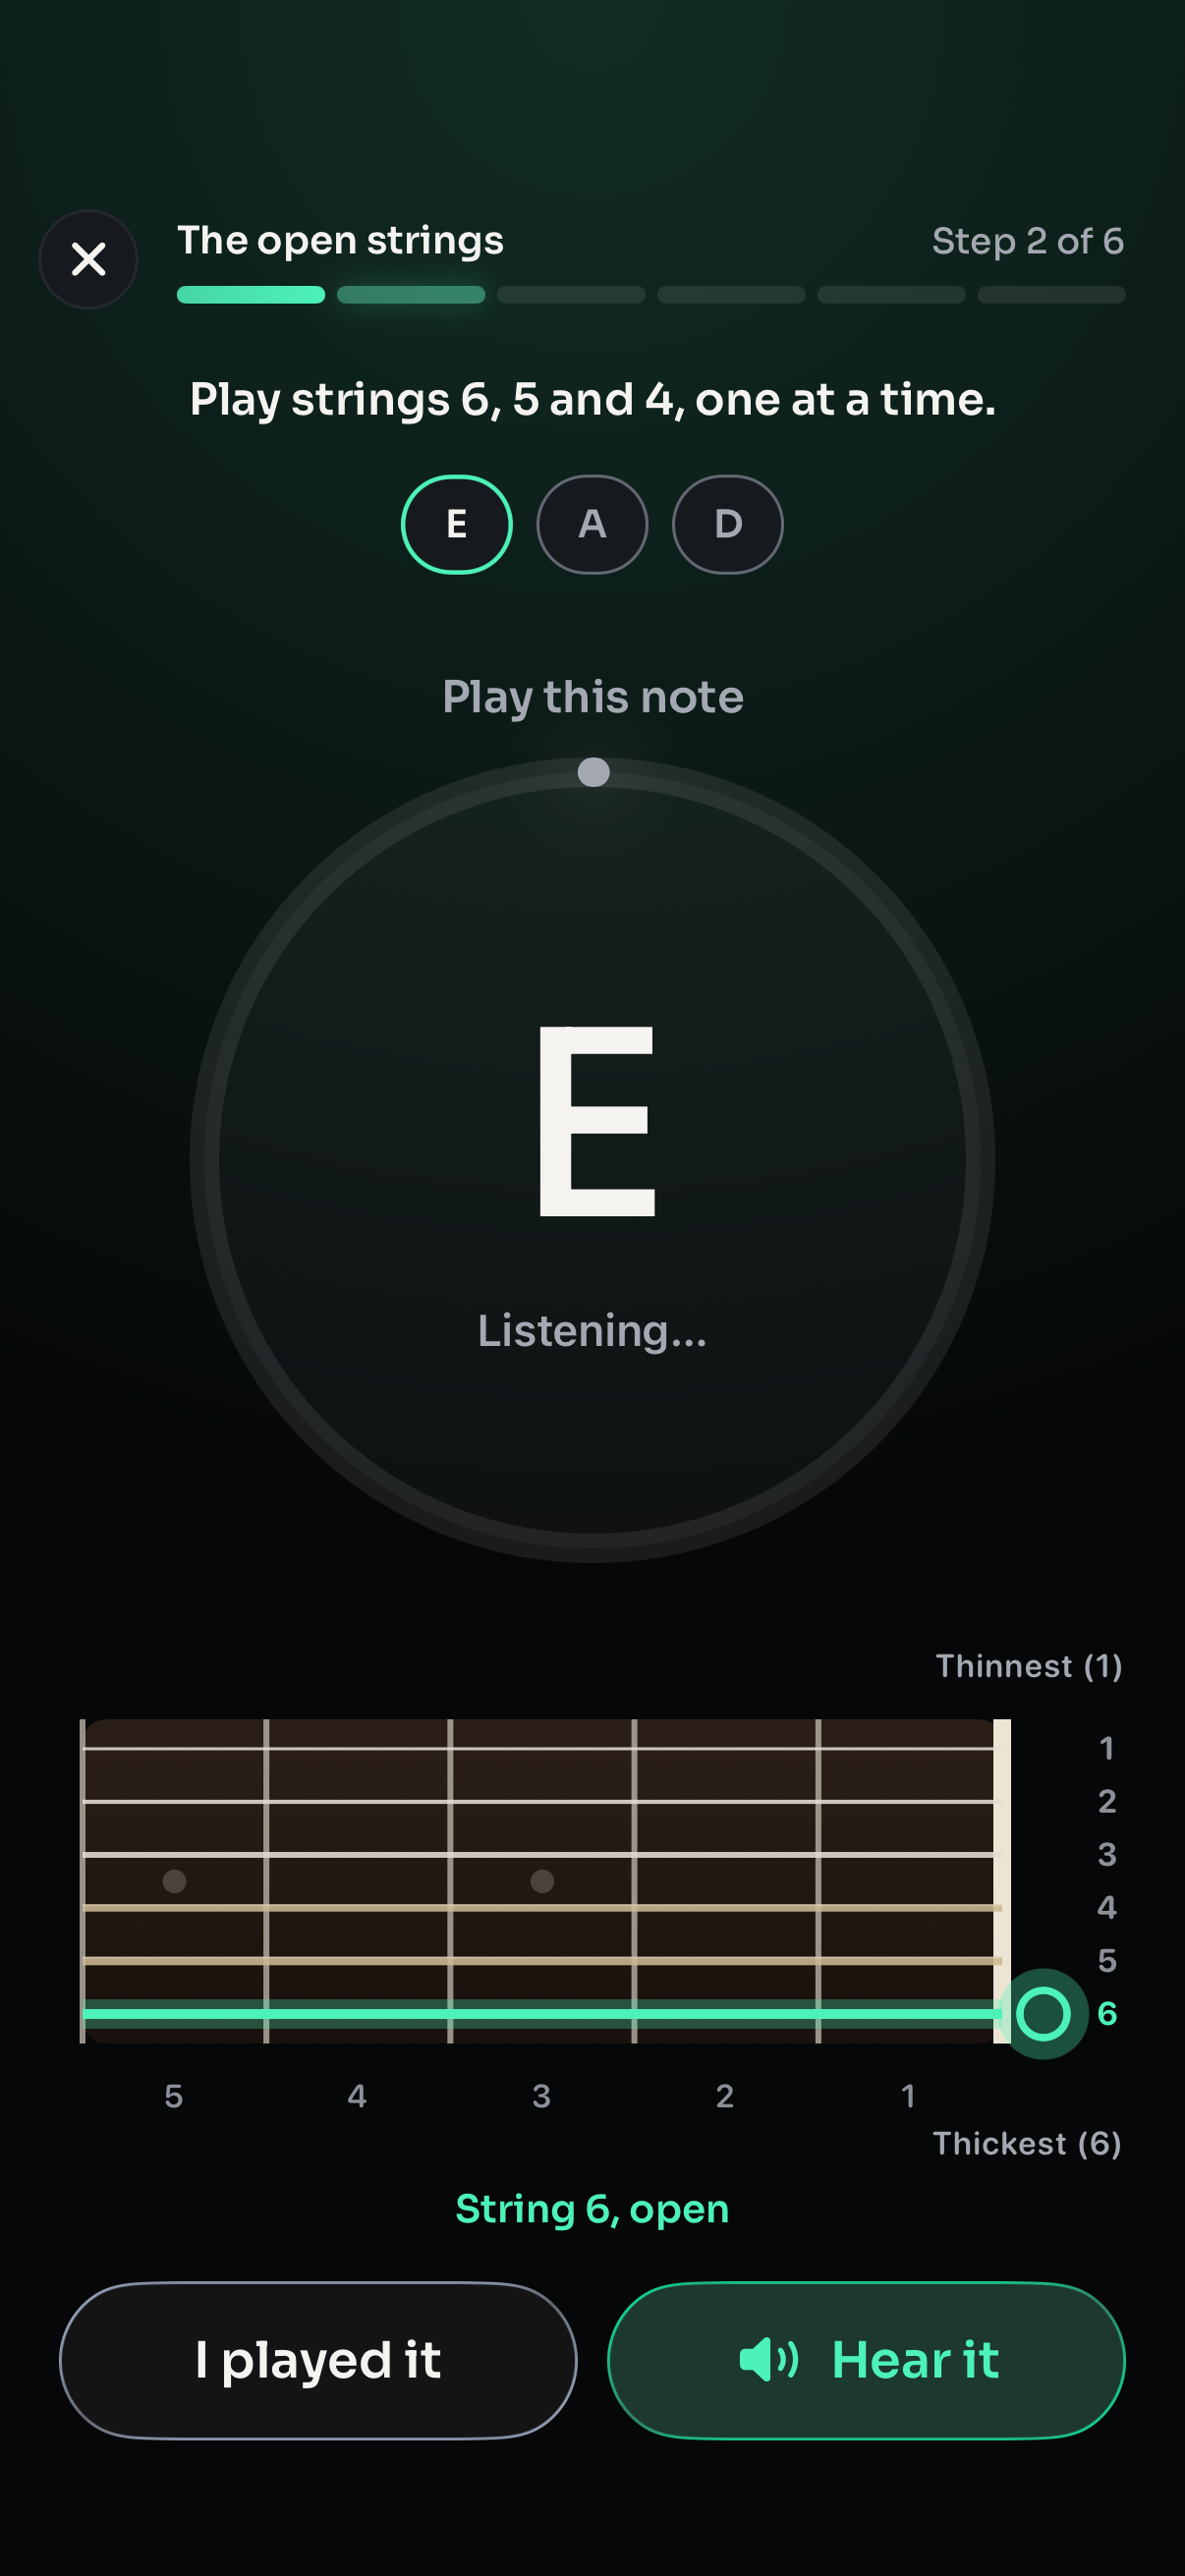 The open strings
Step 2 of 6
Play strings 6, 5 and 4, one at a time.
E A D
Play this note
E
Listening...
Thinnest (1)
1
2
3
4
5
6
5 4 3 2 1
Thickest (6)
String 6, open
I played it
Hear it